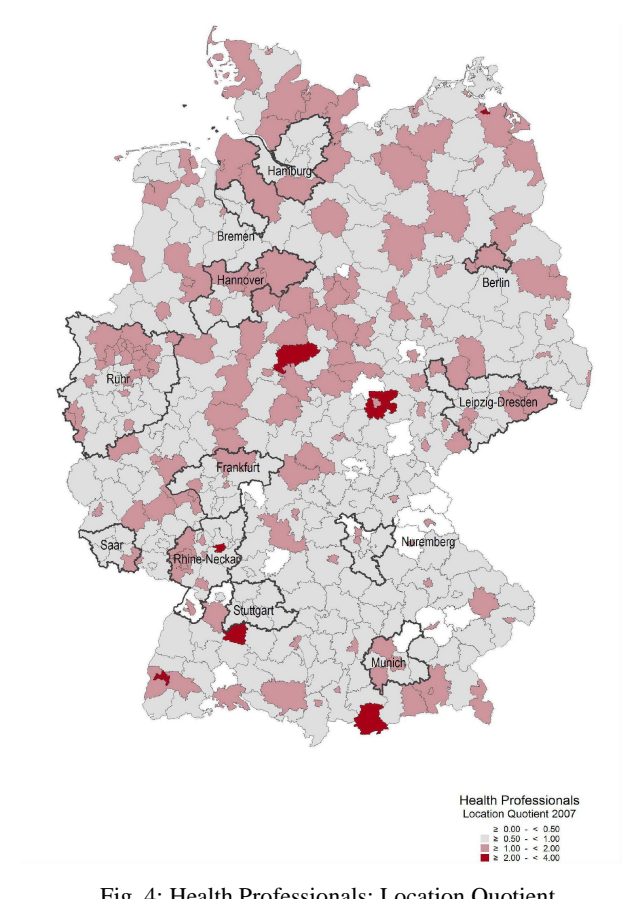 Hamburg
Bremen
Hannover
Berlin
Ruhr
Leipzig-Dresden
Frankfurt
Saar
Rhine-Neckar
Nuremberg
Stuttgart
Munich
Health Professionals
Location Quotient 2007
≥ 0.00 - < 0.50
≥ 0.50 - < 1.00
≥ 1.00 - < 2.00
≥ 2.00 - < 4.00
Fig. 4: Health Professionals: Location Quotient